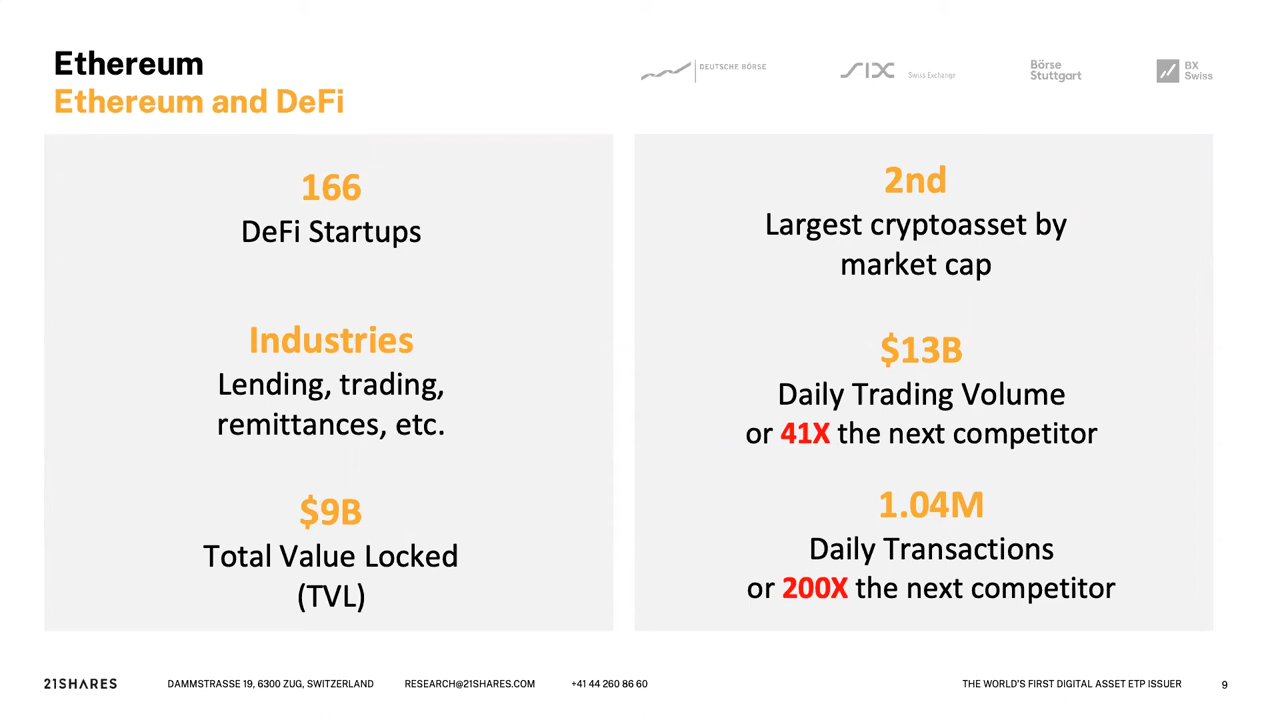 Ethereum
Ethereum and DeFi
DEUTSCHE BÖRSE
SIX
Swiss Exchange
Börse
Stuttgart
BX
Swiss
166
DeFi Startups
Industries
Lending, trading,
remittances, etc.
$9B
Total Value Locked
(TVL)
2nd
Largest cryptoasset by
market cap
$13B
Daily Trading Volume
or 41X the next competitor
1.04M
Daily Transactions
or 200X the next competitor
21SHARES
DAMMSTRASSE 19, 6300 ZUG, SWITZERLAND
RESEARCH@21SHARES.COM
+41 44 260 86 60
THE WORLD'S FIRST DIGITAL ASSET ETP ISSUER
9